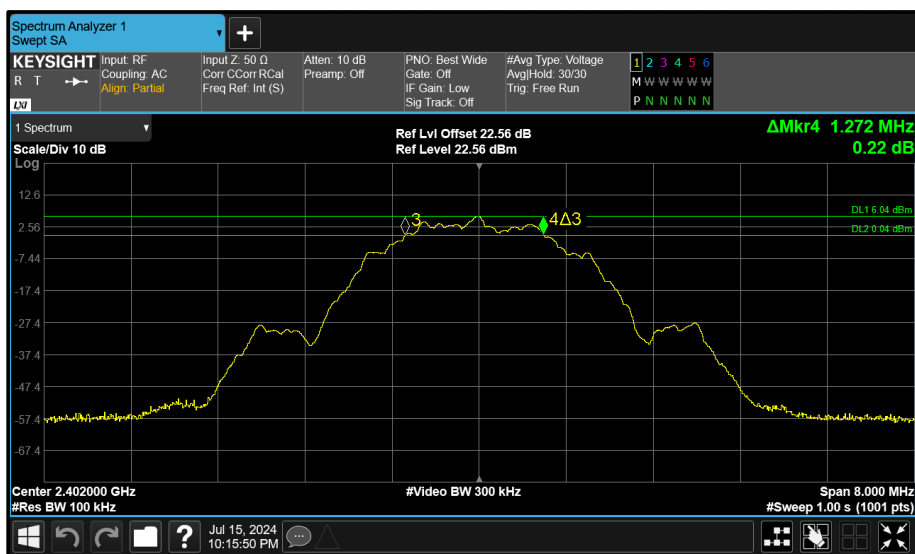 Spectrum Analyzer 1
Swept SA
KEYSIGHT
R T
LXI
Input: RF
Coupling: AC
Align: Partial
Input Z: 50 Ω
Corr CCorr RCal
Freq Ref: Int (S)
Atten: 10 dB
Preamp: Off
PNO: Best Wide
Gate: Off
IF Gain: Low
Sig Track: Off
#Avg Type: Voltage
Avg|Hold: 30/30
Trig: Free Run
1 2 3 4 5 6
M W W W W W
P N N N N N
1 Spectrum
Scale/Div 10 dB
Log
Ref Lvl Offset 22.56 dB
Ref Level 22.56 dBm
ΔMkr4 1.272 MHz
0.22 dB
12.6
2.56
-7.44
-17.4
-27.4
-37.4
-47.4
-57.4
-67.4
3
4Δ3
DL1 6.04 dBm
DL2 0.04 dBm
Center 2.402000 GHz
#Video BW 300 kHz
Span 8.000 MHz
#Res BW 100 kHz
#Sweep 1.00 s (1001 pts)
?
Jul 15, 2024
10:15:50 PM